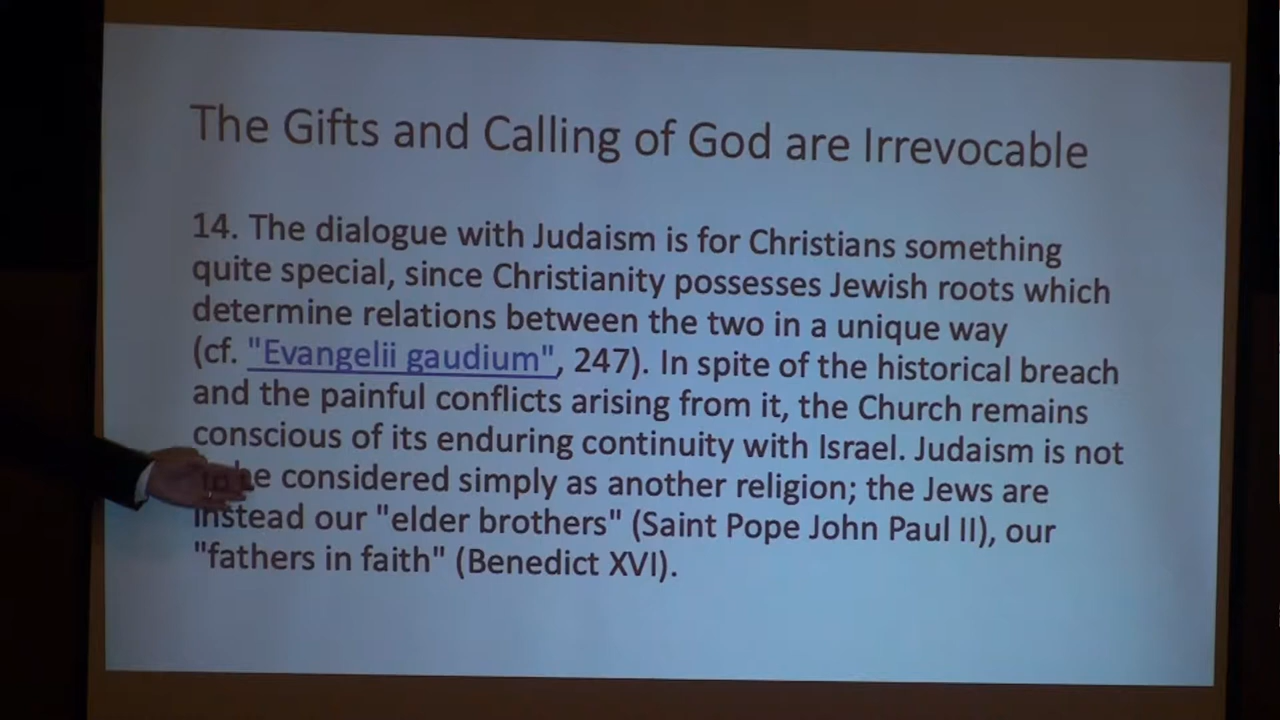 The Gifts and Calling of God are Irrevocable
14. The dialogue with Judaism is for Christians something
quite special, since Christianity possesses Jewish roots which
determine relations between the two in a unique way
(cf. "Evangelii gaudium", 247). In spite of the historical breach
and the painful conflicts arising from it, the Church remains
conscious of its enduring continuity with Israel. Judaism is not
considered simply as another religion; the Jews are
instead our "elder brothers" (Saint Pope John Paul II), our
"fathers in faith" (Benedict XVI).